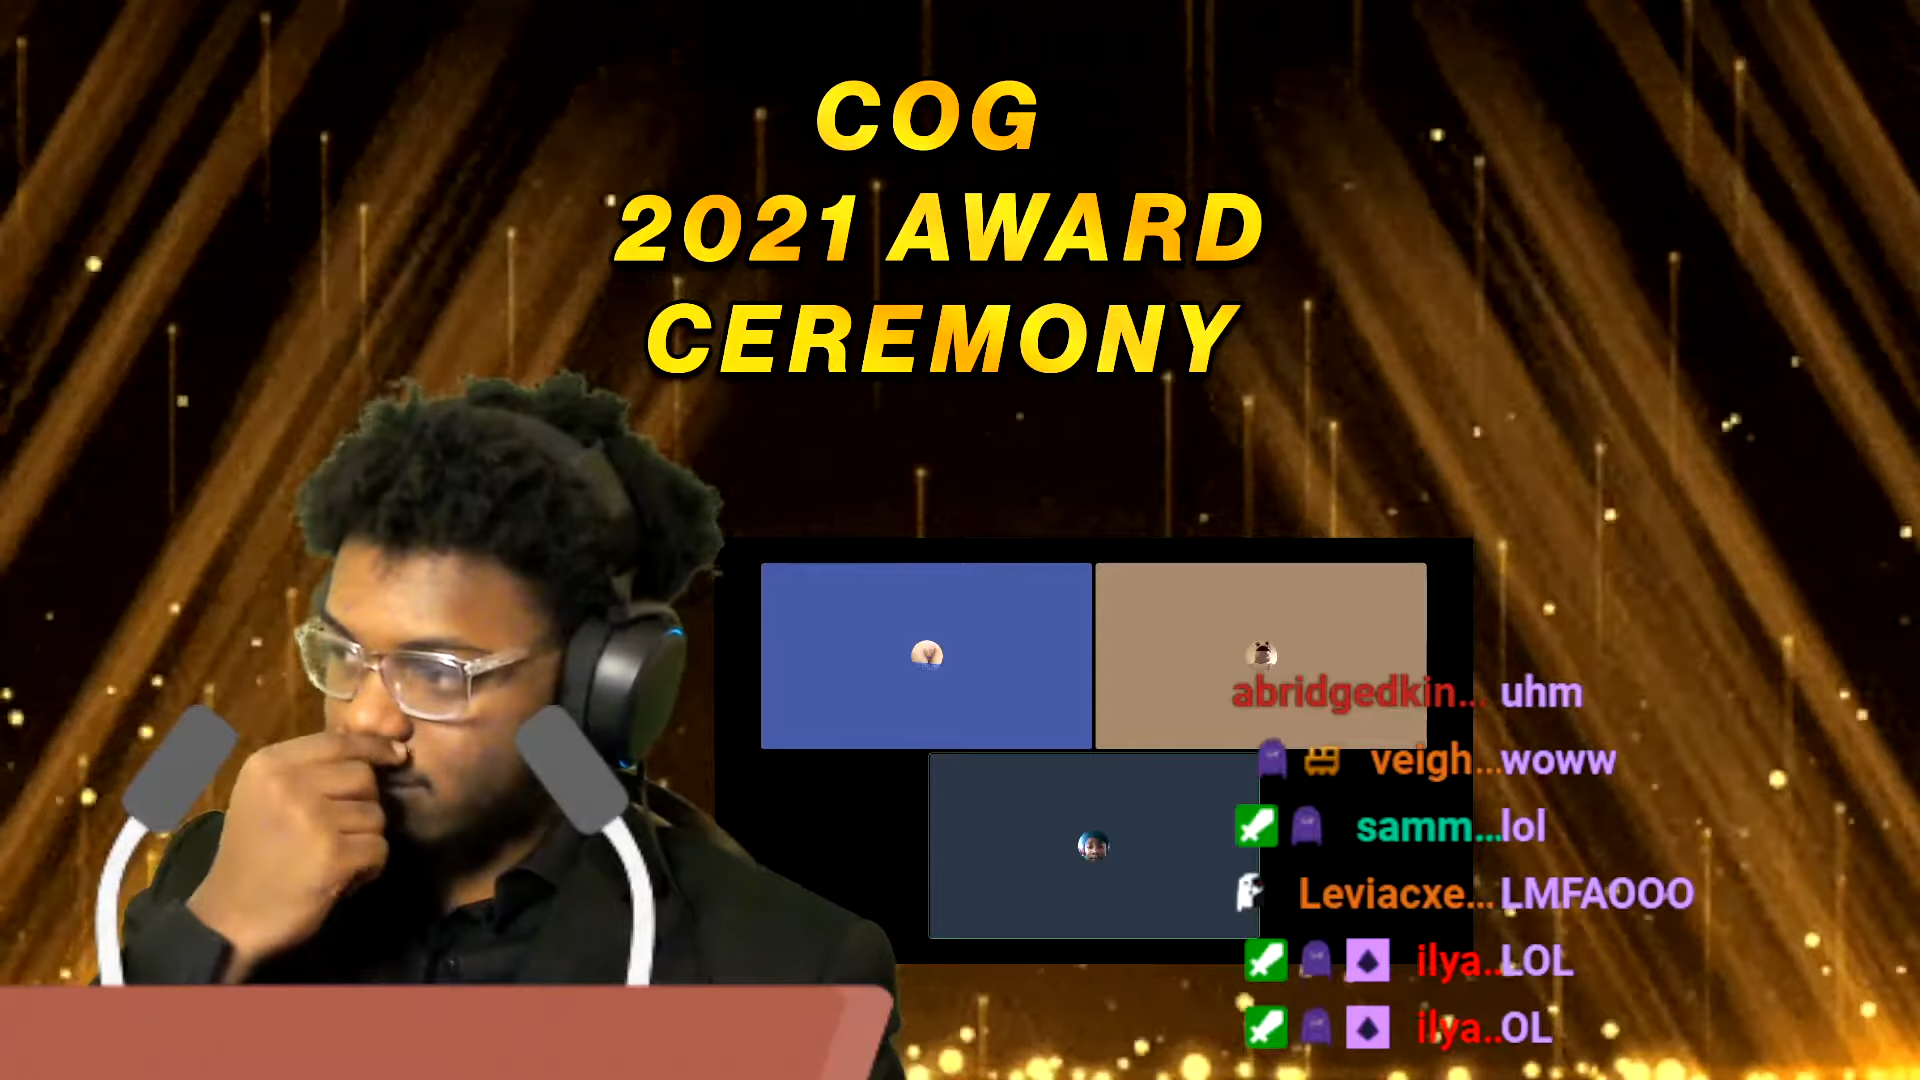 COG
2021 AWARD
CEREMONY
abridgedkin... uhm
veigh... woww
samm... lol
Leviacxe... LMFAOOO
ilya... LOL
ilya... OL